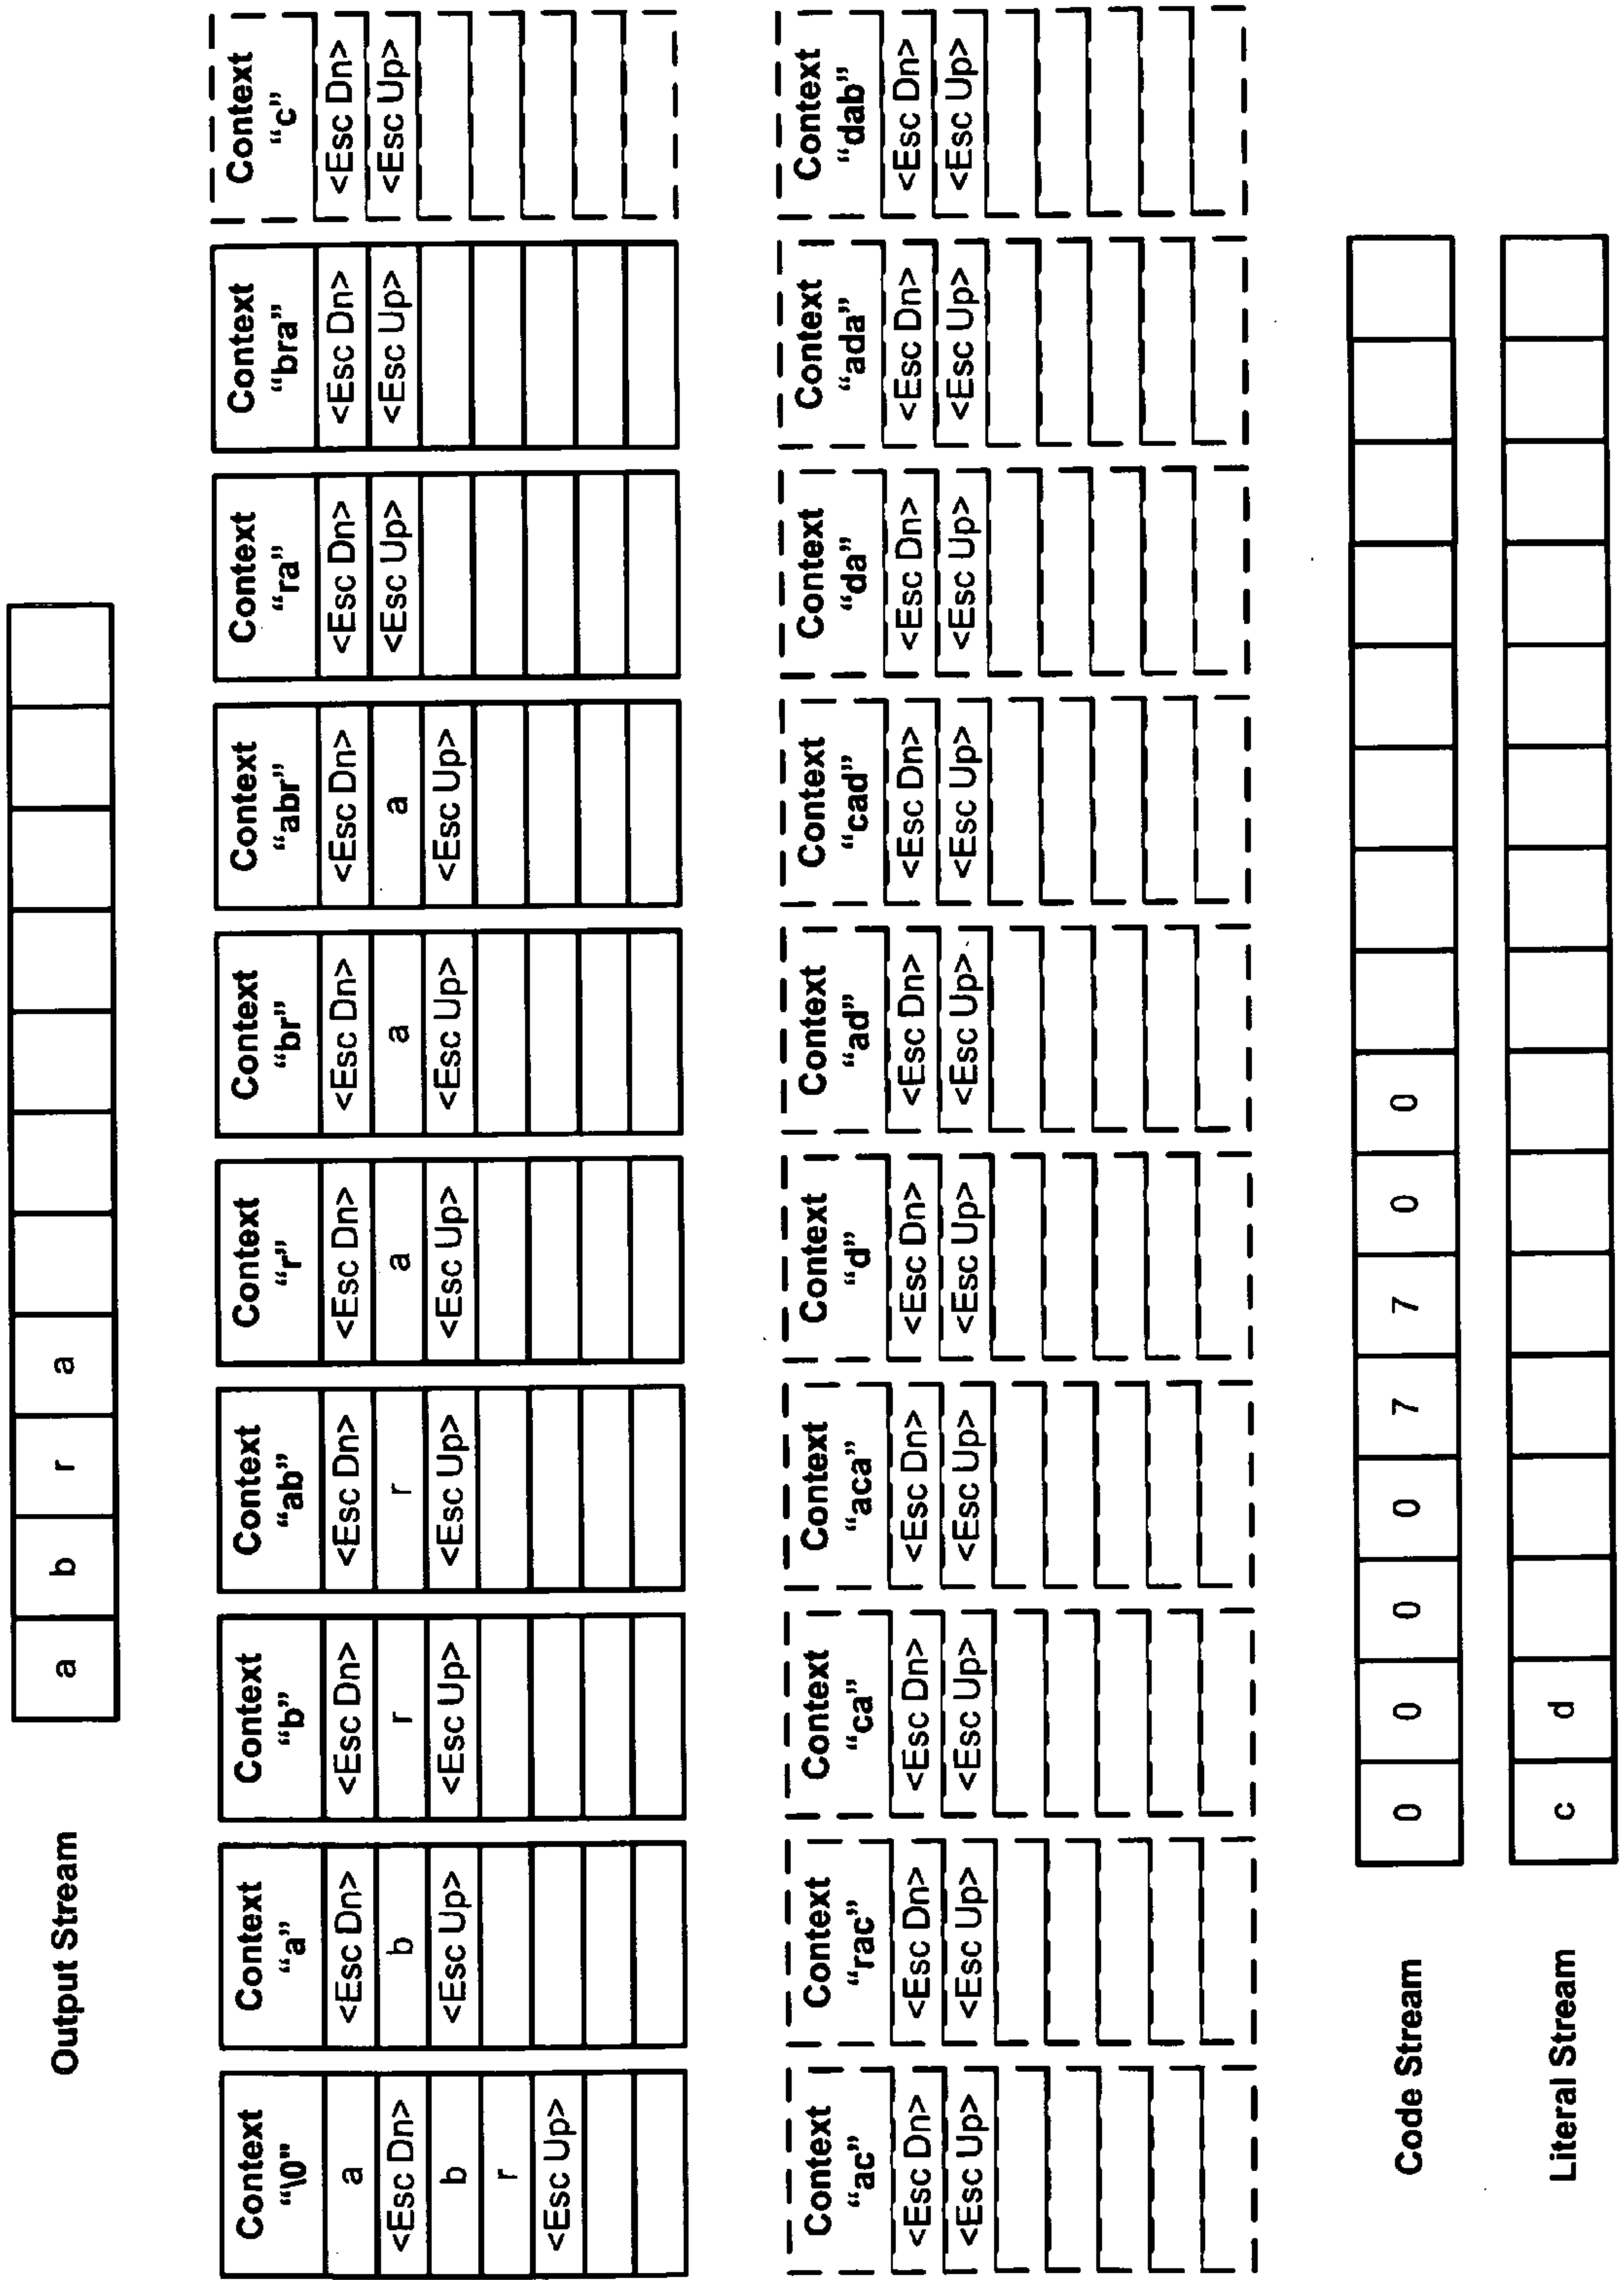 Output Stream
a b r a
Context Context Context Context Context Context Context Context Context Context
“\0” “a” “b” “ab” “r” “br” “abr” “ra” “bra” “c”
a <Esc Dn> <Esc Dn> <Esc Dn> <Esc Dn> <Esc Dn> <Esc Dn> <Esc Dn> <Esc Dn> <Esc Dn>
<Esc Dn> b r r a a a <Esc Up> <Esc Up> <Esc Up>
b <Esc Up> <Esc Up> <Esc Up> <Esc Up> <Esc Up> <Esc Up>
r
<Esc Up>
Context Context Context Context Context Context Context Context Context Context
“ac” “rac” “ca” “aca” “d” “ad” “cad” “da” “ada” “dab”
<Esc Dn> <Esc Dn> <Esc Dn> <Esc Dn> <Esc Dn> <Esc Dn> <Esc Dn> <Esc Dn> <Esc Dn> <Esc Dn>
<Esc Up> <Esc Up> <Esc Up> <Esc Up> <Esc Up> <Esc Up> <Esc Up> <Esc Up> <Esc Up> <Esc Up>
Code Stream 0 0 0 0 7 7 0 0
Literal Stream c d